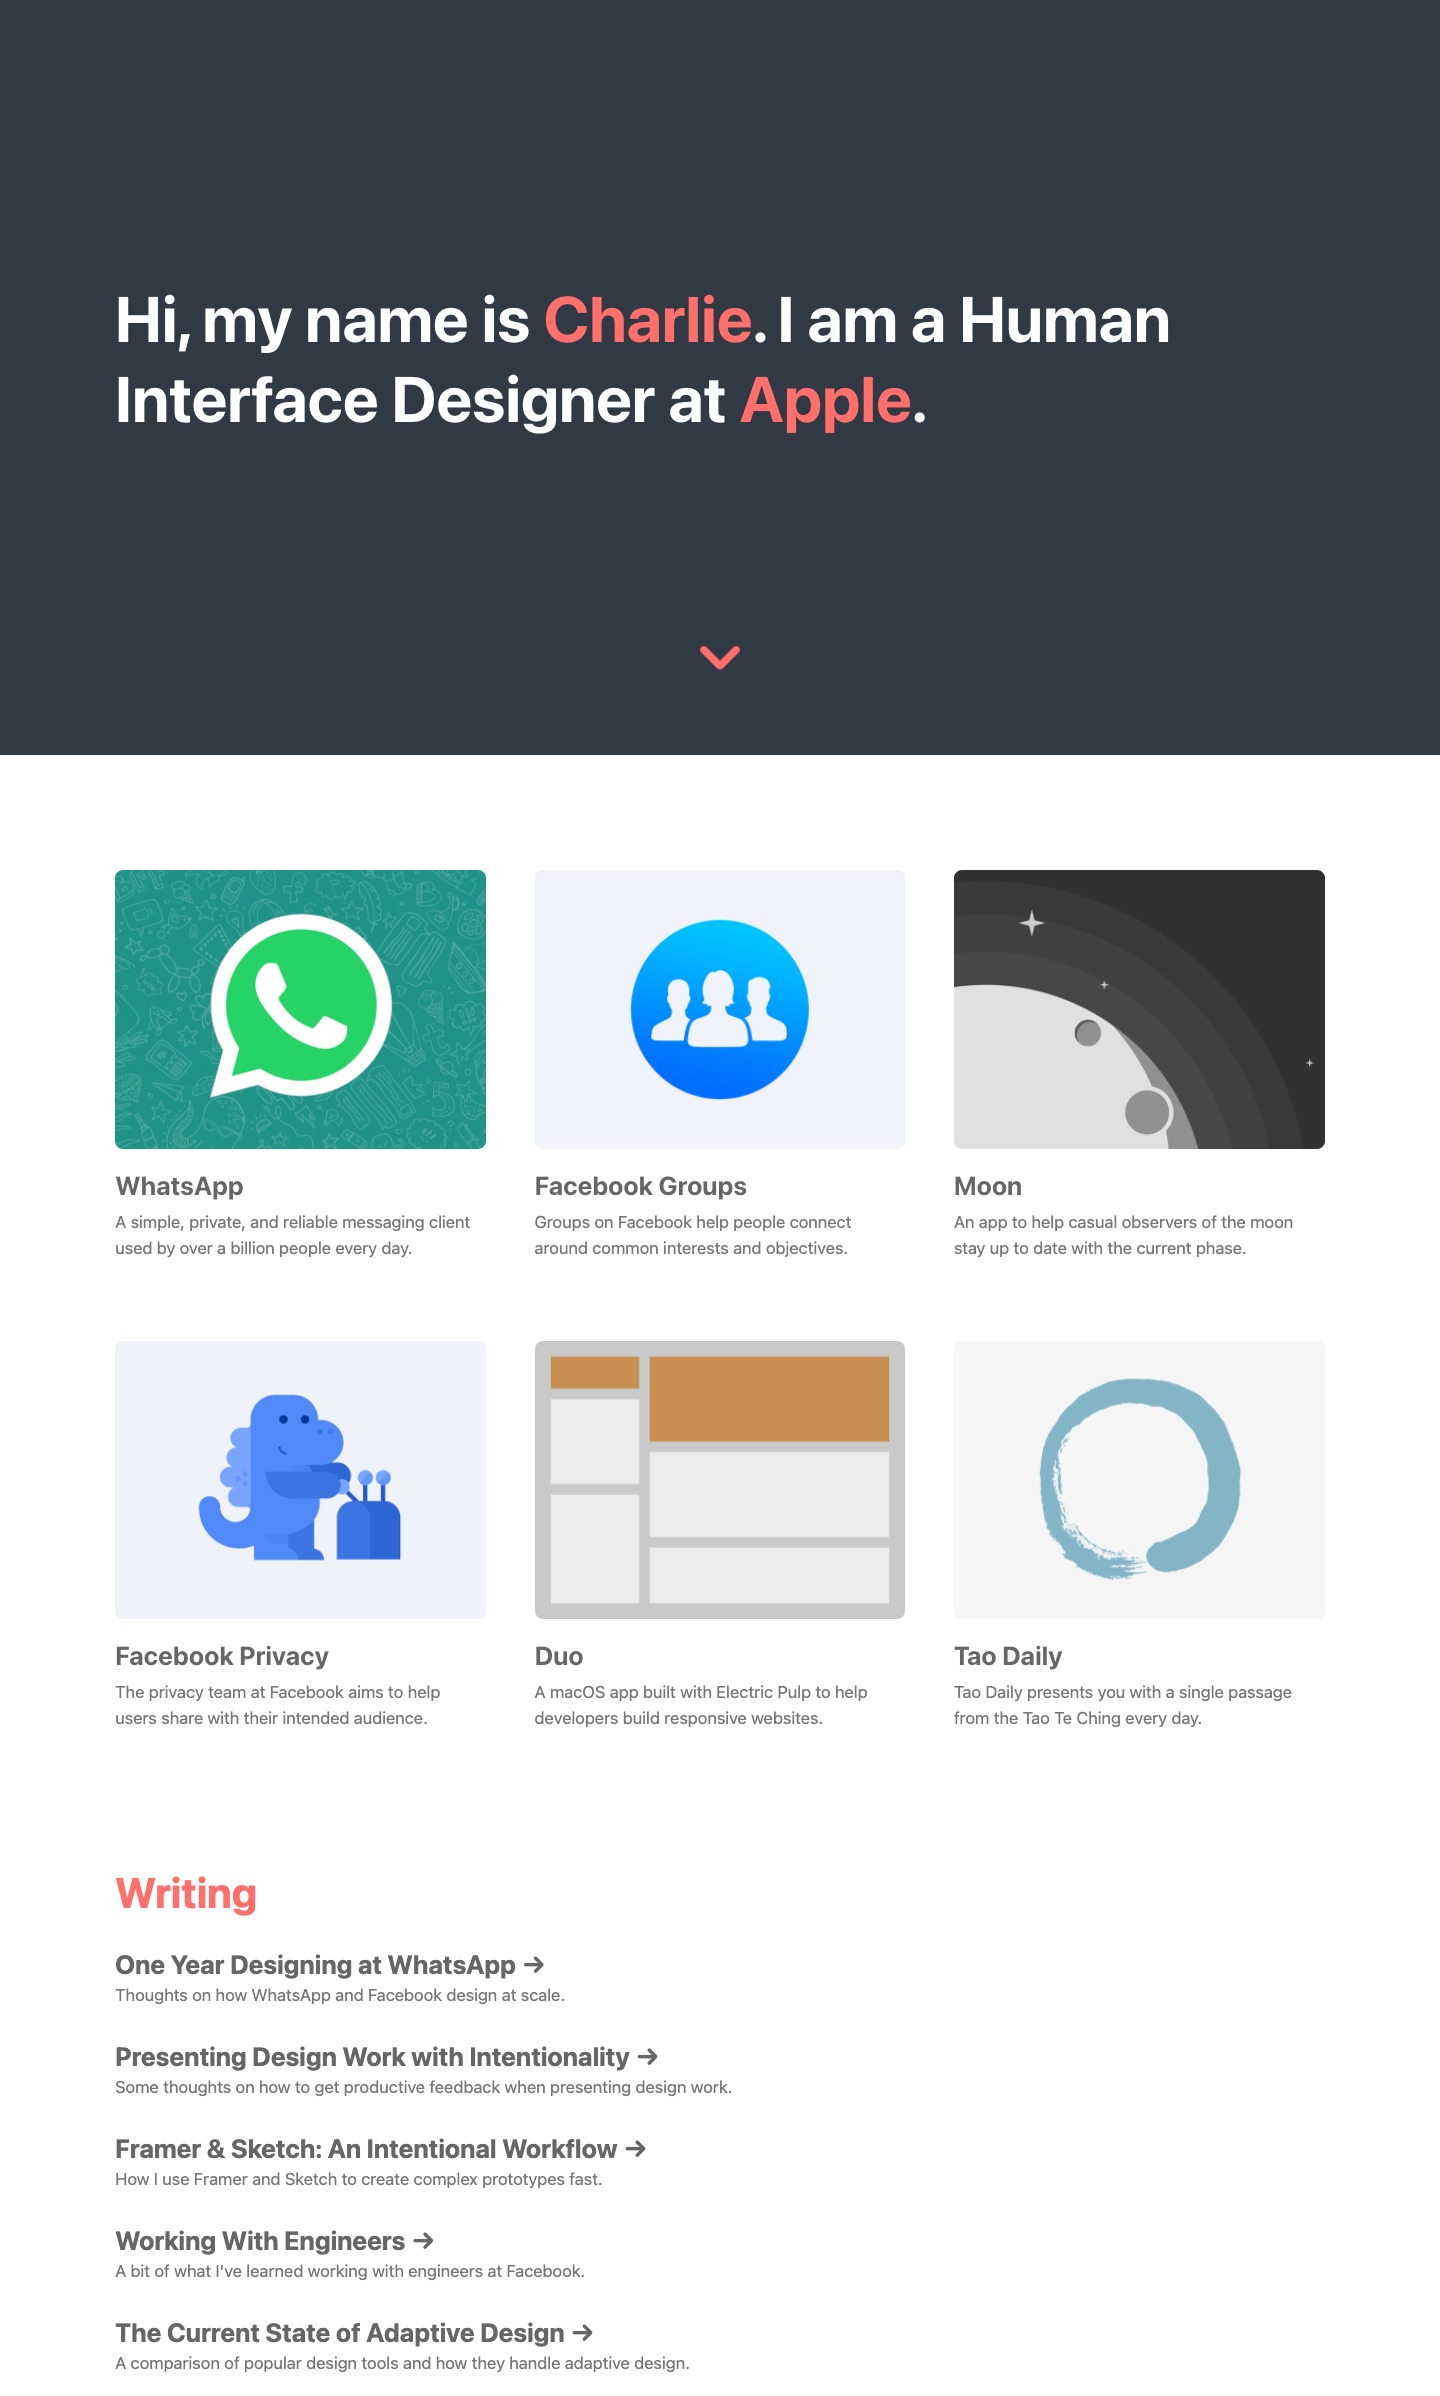 Hi, my name is Charlie. I am a Human
Interface Designer at Apple.
WhatsApp
A simple, private, and reliable messaging client
used by over a billion people every day.
Facebook Groups
Groups on Facebook help people connect
around common interests and objectives.
Moon
An app to help casual observers of the moon
stay up to date with the current phase.
Facebook Privacy
The privacy team at Facebook aims to help
users share with their intended audience.
Duo
A macOS app built with Electric Pulp to help
developers build responsive websites.
Tao Daily
Tao Daily presents you with a single passage
from the Tao Te Ching every day.
Writing
One Year Designing at WhatsApp →
Thoughts on how WhatsApp and Facebook design at scale.
Presenting Design Work with Intentionality →
Some thoughts on how to get productive feedback when presenting design work.
Framer & Sketch: An Intentional Workflow →
How I use Framer and Sketch to create complex prototypes fast.
Working With Engineers →
A bit of what I've learned working with engineers at Facebook.
The Current State of Adaptive Design →
A comparison of popular design tools and how they handle adaptive design.